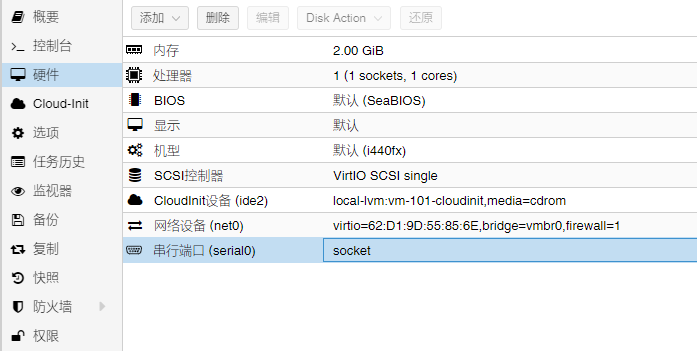 概要
控制台
硬件
Cloud-Init
选项
任务历史
监视器
备份
复制
快照
防火墙
权限
添加 删除 编辑 Disk Action 还原
内存 2.00 GiB
处理器 1 (1 sockets, 1 cores)
BIOS 默认 (SeaBIOS)
显示 默认
机型 默认 (i440fx)
SCSI控制器 VirtIO SCSI single
CloudInit设备 (ide2) local-lvm:vm-101-cloudinit,media=cdrom
网络设备 (net0) virtio=62:D1:9D:55:85:6E,bridge=vmbr0,firewall=1
串行端口 (serial0) socket